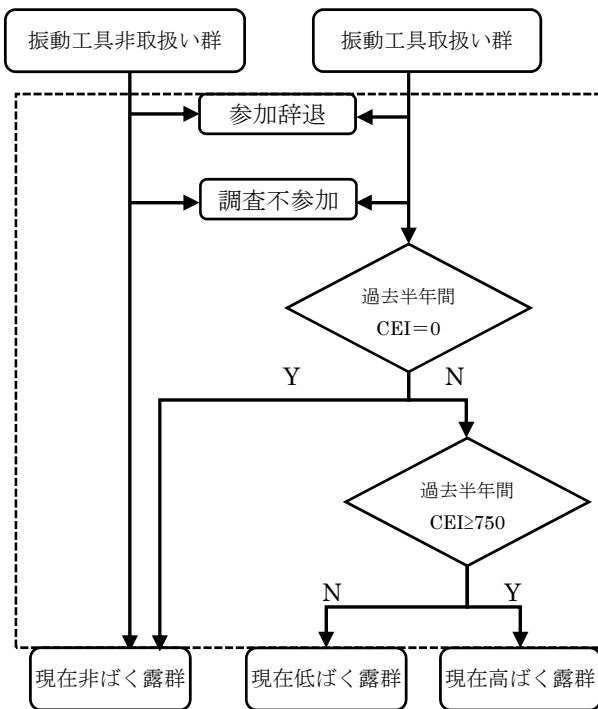 振動工具非取扱い群
振動工具取扱い群
参加辞退
調査不参加
過去半年間
CEI＝0
Y
N
過去半年間
CEI≥750
N
Y
現在非ばく露群
現在低ばく露群
現在高ばく露群